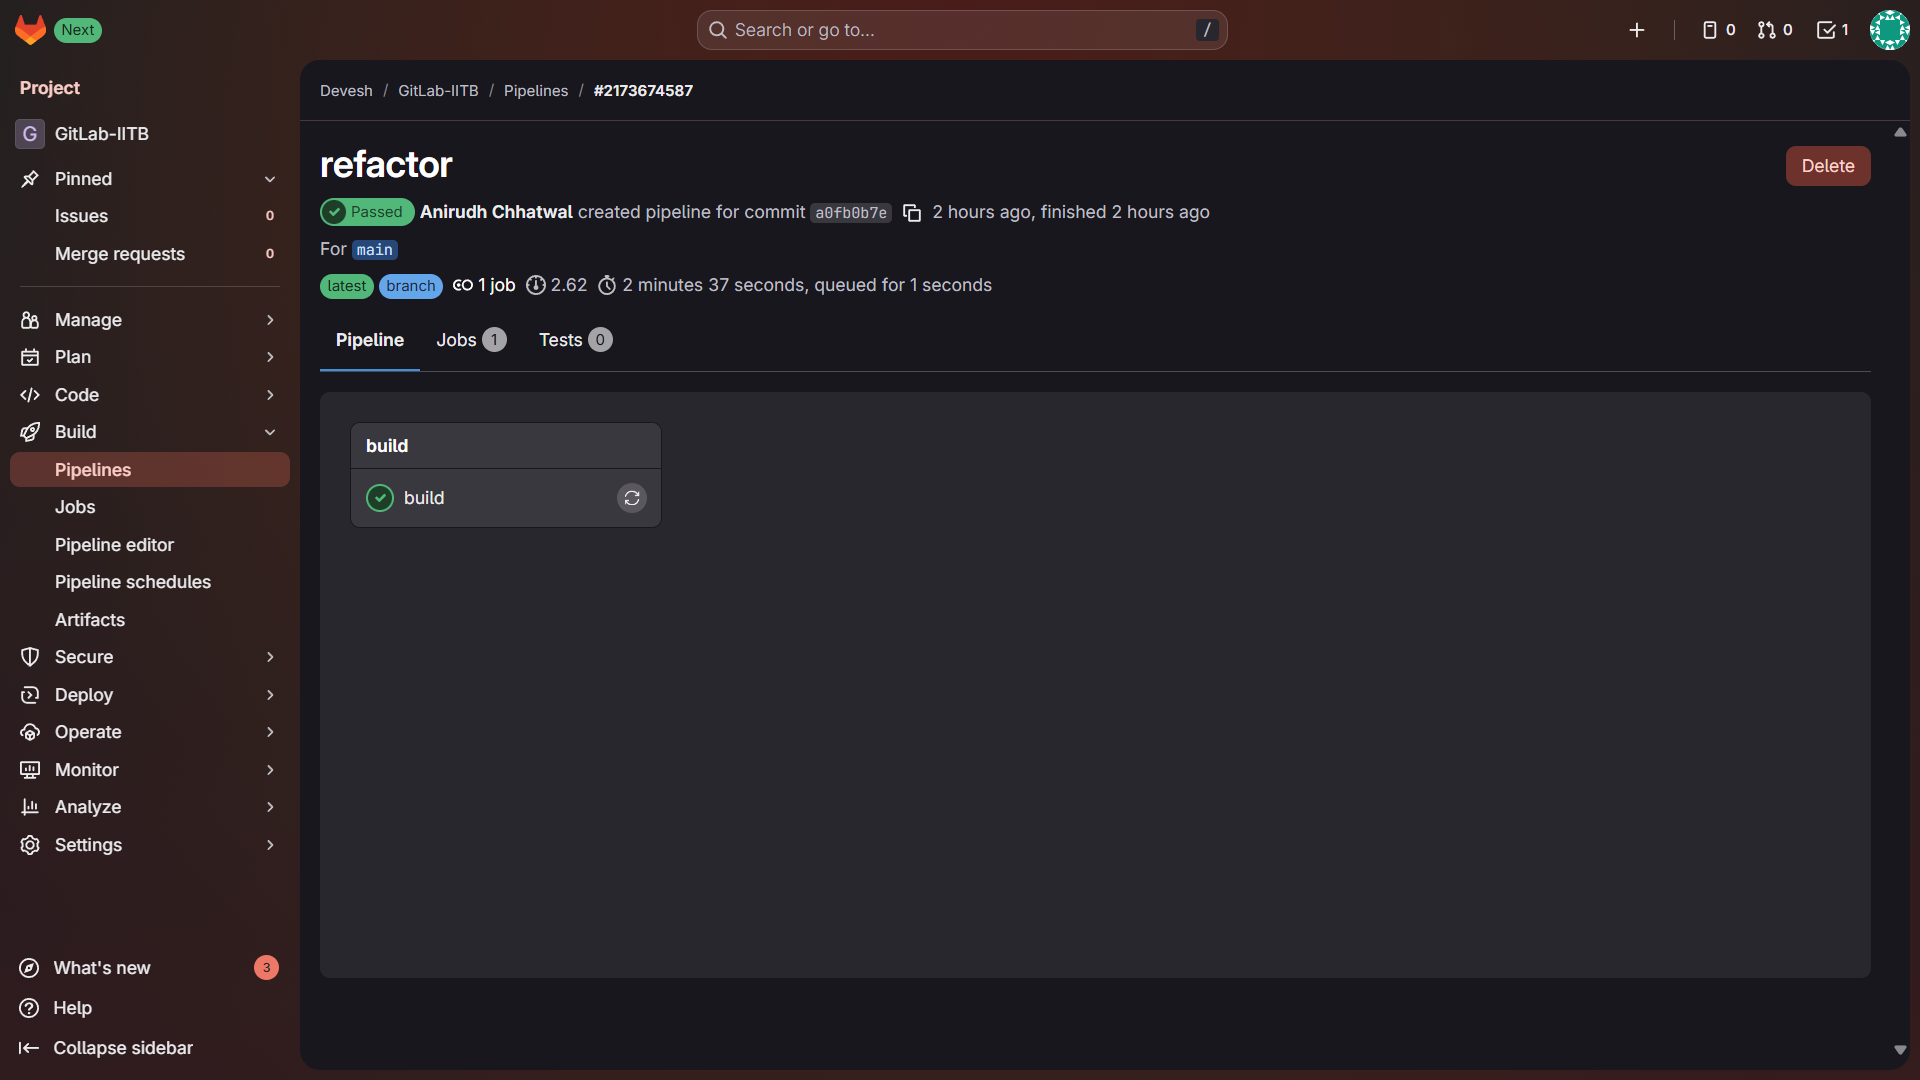 Next
Search or go to...
/
0
0
1
Project
G
GitLab-IITB
Pinned
Issues
0
Merge requests
0
Manage
Plan
Code
Build
Pipelines
Jobs
Pipeline editor
Pipeline schedules
Artifacts
Secure
Deploy
Operate
Monitor
Analyze
Settings
What's new
3
Help
Collapse sidebar
Devesh / GitLab-IITB / Pipelines / #2173674587
refactor
Delete
Passed Anirudh Chhatwal created pipeline for commit a0fb0b7e 2 hours ago, finished 2 hours ago
For main
latest branch 1 job 2.62 2 minutes 37 seconds, queued for 1 seconds
Pipeline Jobs 1 Tests 0
build
build